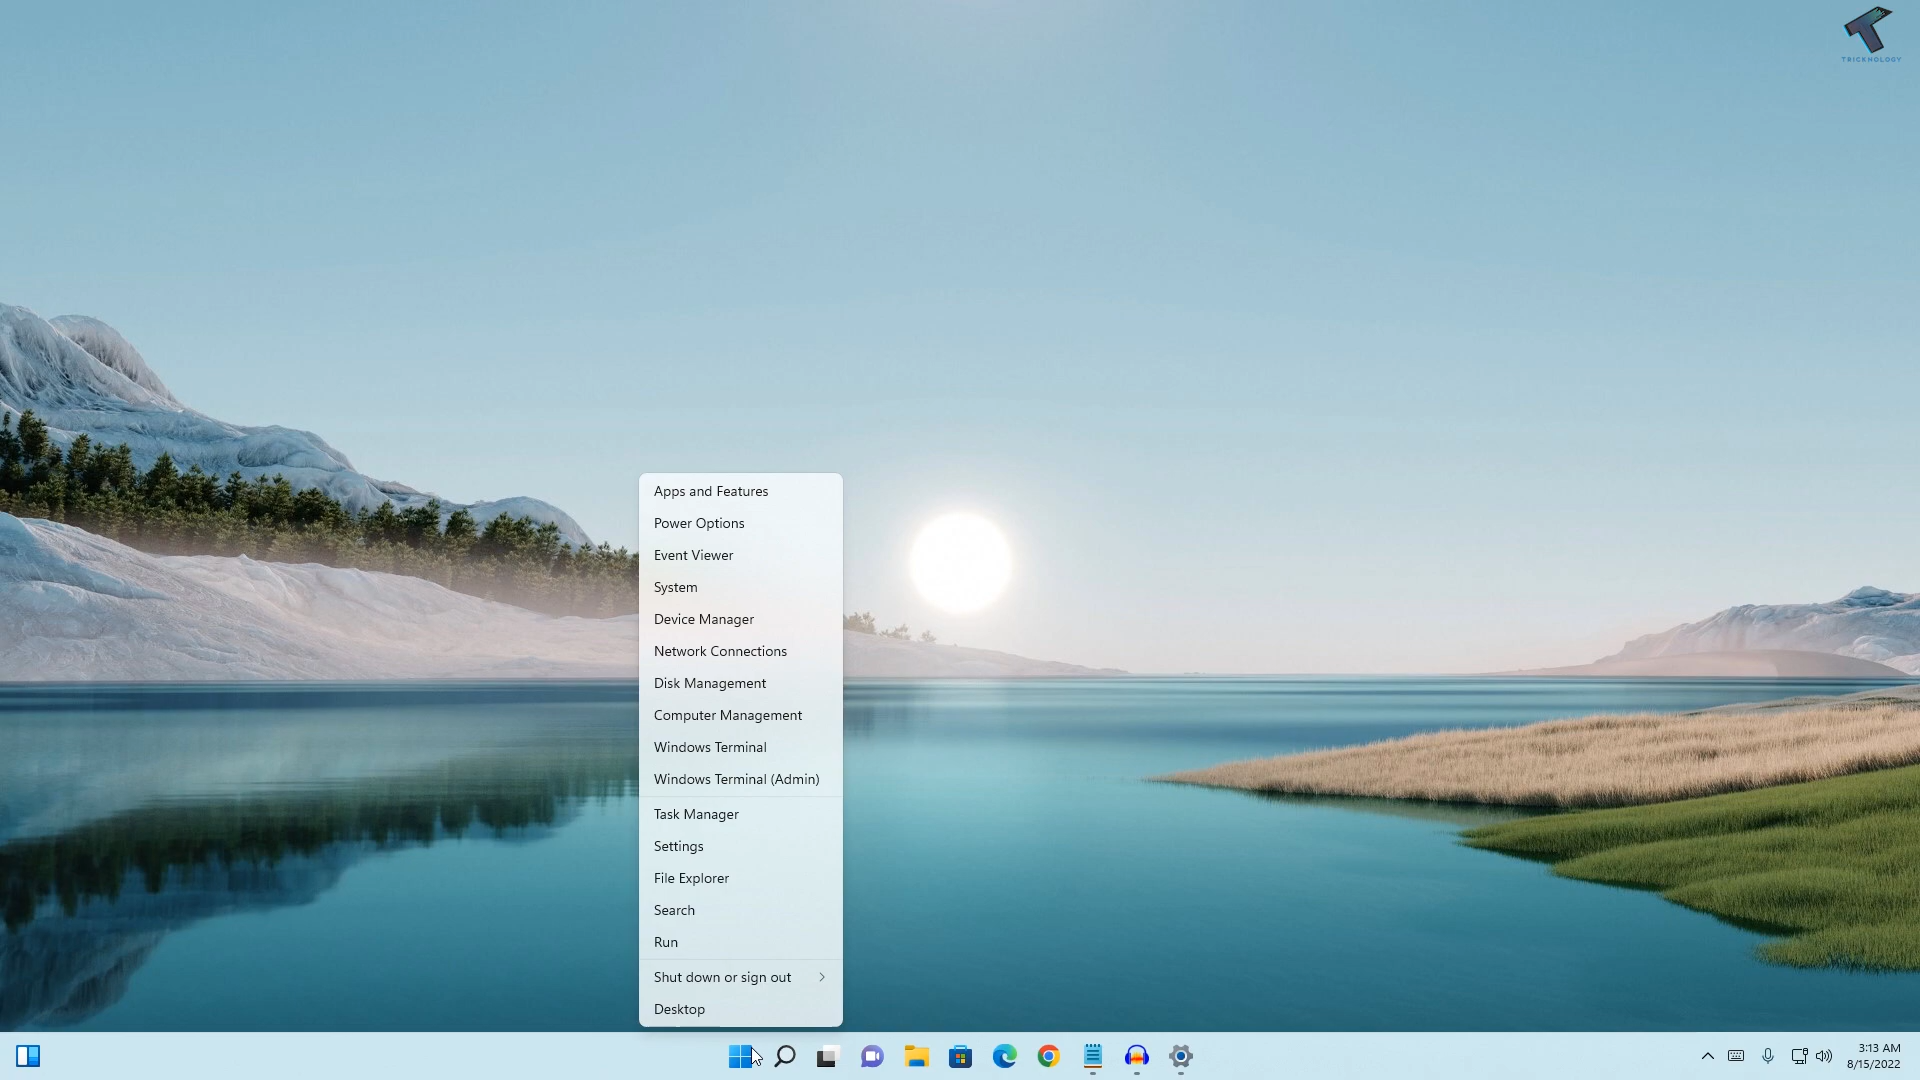 TRICKNOLOGY
Apps and Features
Power Options
Event Viewer
System
Device Manager
Network Connections
Disk Management
Computer Management
Windows Terminal
Windows Terminal (Admin)
Task Manager
Settings
File Explorer
Search
Run
Shut down or sign out
Desktop
3:13 AM
8/15/2022